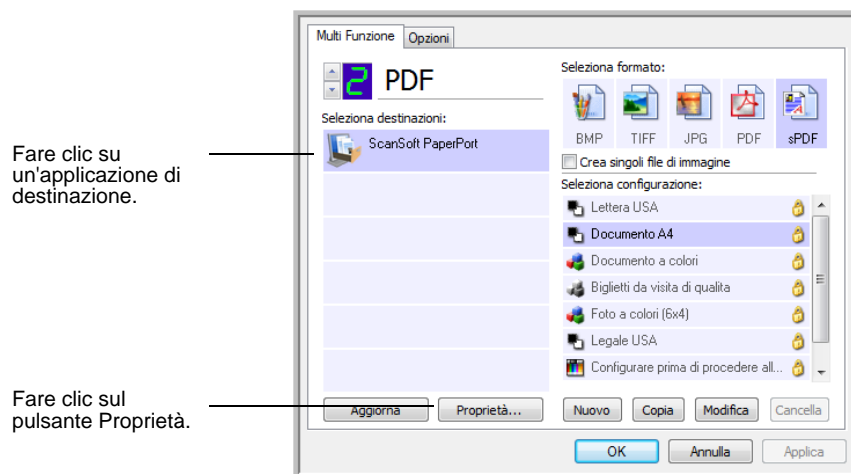 Multi Funzione Opzioni
2 PDF
Seleziona destinazioni:
ScanSoft PaperPort
Seleziona formato:
BMP TIFF JPG PDF sPDF
Crea singoli file di immagine
Seleziona configurazione:
Lettera USA
Documento A4
Documento a colori
Biglietti da visita di qualita
Foto a colori (6x4)
Legale USA
Configurare prima di procedere all...
Aggiorna Proprietà... Nuovo Copia Modifica Cancella
OK Annulla Applica
Fare clic su
un'applicazione di
destinazione.
Fare clic sul
pulsante Proprietà.